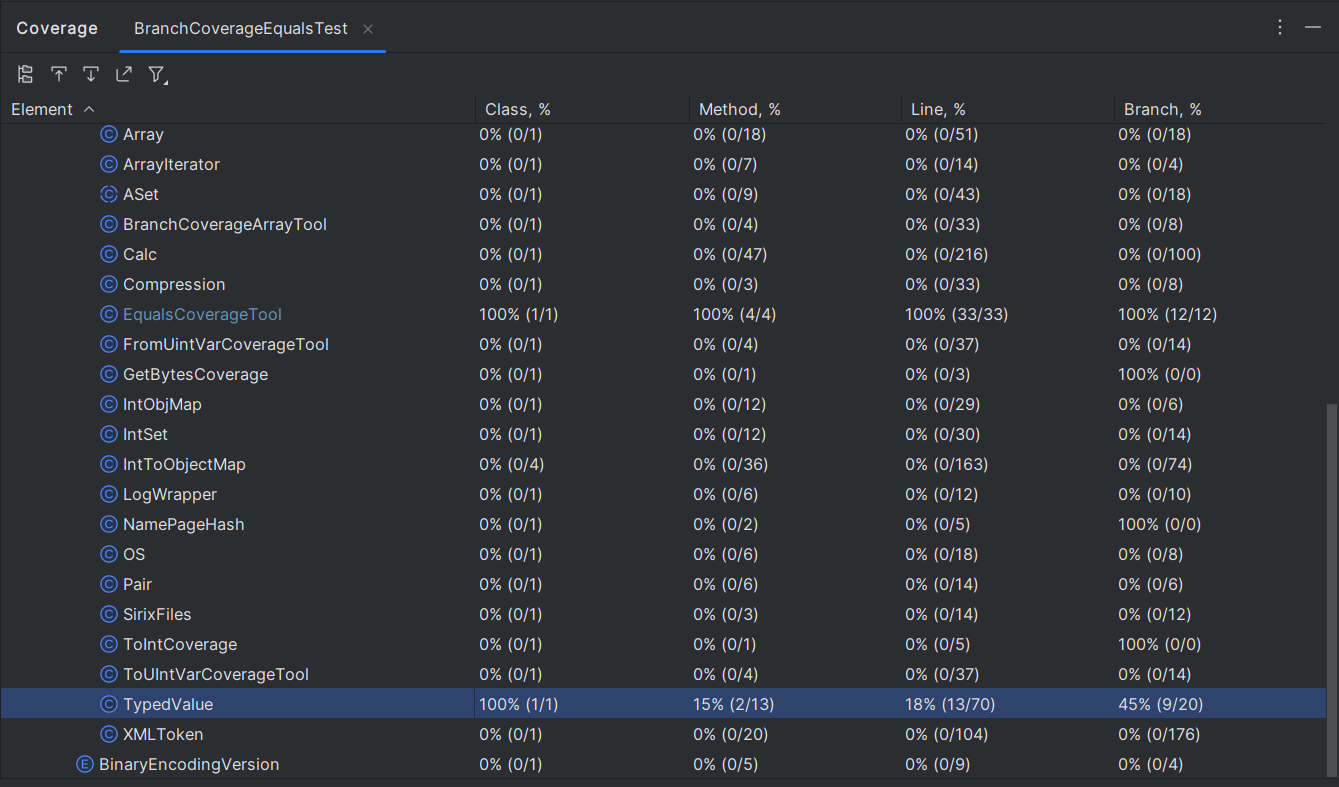 Coverage BranchCoverageEqualsTest
Element Class, % Method, % Line, % Branch, %
Array 0% (0/1) 0% (0/18) 0% (0/51) 0% (0/18)
ArrayIterator 0% (0/1) 0% (0/7) 0% (0/14) 0% (0/4)
ASet 0% (0/1) 0% (0/9) 0% (0/43) 0% (0/18)
BranchCoverageArrayTool 0% (0/1) 0% (0/4) 0% (0/33) 0% (0/8)
Calc 0% (0/1) 0% (0/47) 0% (0/216) 0% (0/100)
Compression 0% (0/1) 0% (0/3) 0% (0/33) 0% (0/8)
EqualsCoverageTool 100% (1/1) 100% (4/4) 100% (33/33) 100% (12/12)
FromUintVarCoverageTool 0% (0/1) 0% (0/4) 0% (0/37) 0% (0/14)
GetBytesCoverage 0% (0/1) 0% (0/1) 0% (0/3) 100% (0/0)
IntObjMap 0% (0/1) 0% (0/12) 0% (0/29) 0% (0/6)
IntSet 0% (0/1) 0% (0/12) 0% (0/30) 0% (0/14)
IntToObjectMap 0% (0/4) 0% (0/36) 0% (0/163) 0% (0/74)
LogWrapper 0% (0/1) 0% (0/6) 0% (0/12) 0% (0/10)
NamePageHash 0% (0/1) 0% (0/2) 0% (0/5) 100% (0/0)
OS 0% (0/1) 0% (0/6) 0% (0/18) 0% (0/8)
Pair 0% (0/1) 0% (0/6) 0% (0/14) 0% (0/6)
SirixFiles 0% (0/1) 0% (0/3) 0% (0/14) 0% (0/12)
ToIntCoverage 0% (0/1) 0% (0/1) 0% (0/5) 100% (0/0)
ToUIntVarCoverageTool 0% (0/1) 0% (0/4) 0% (0/37) 0% (0/14)
TypedValue 100% (1/1) 15% (2/13) 18% (13/70) 45% (9/20)
XMLToken 0% (0/1) 0% (0/20) 0% (0/104) 0% (0/176)
BinaryEncodingVersion 0% (0/1) 0% (0/5) 0% (0/9) 0% (0/4)